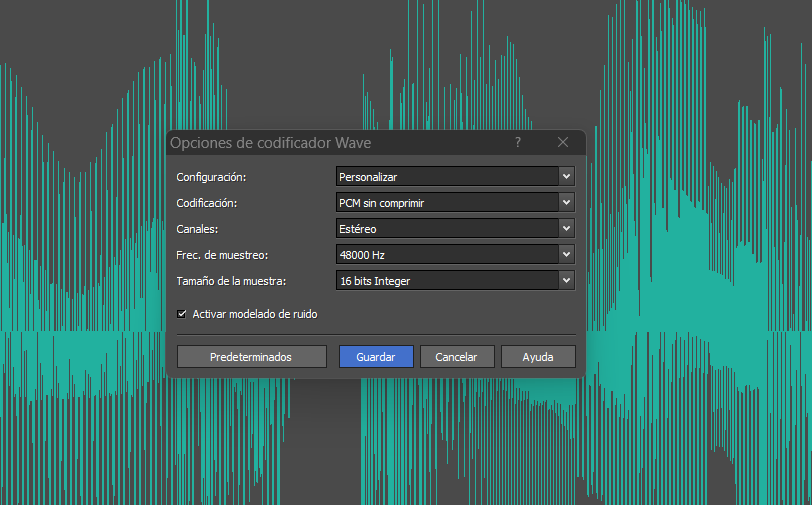 Opciones de codificador Wave ?
Configuración: Personalizar
Codificación: PCM sin comprimir
Canales: Estéreo
Frec. de muestreo: 48000 Hz
Tamaño de la muestra: 16 bits Integer
Activar modelado de ruido
Predeterminados Guardar Cancelar Ayuda